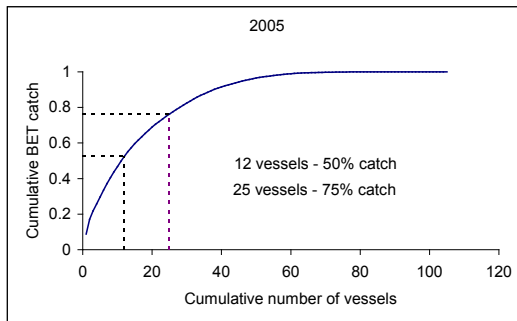 2005
Cumulative BET catch
1
0.8
0.6
0.4
0.2
0
12 vessels - 50% catch
25 vessels - 75% catch
0 20 40 60 80 100 120
Cumulative number of vessels